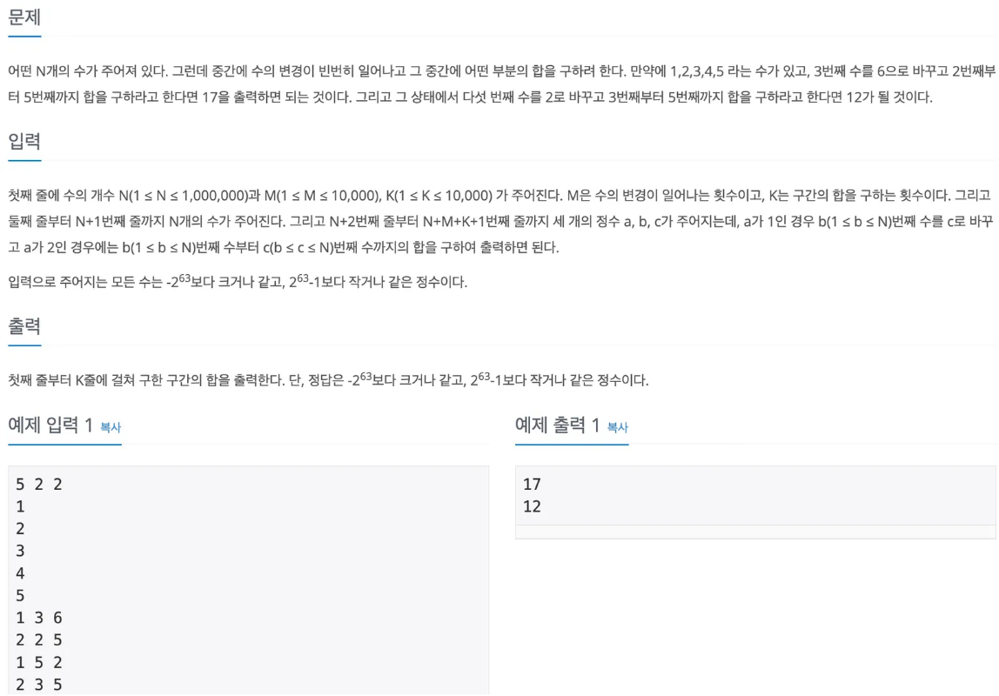 문제
어떤 N개의 수가 주어져 있다. 그런데 중간에 수의 변경이 빈번히 일어나고 그 중간에 어떤 부분의 합을 구하려 한다. 만약에 1,2,3,4,5 라는 수가 있고, 3번째 수를 6으로 바꾸고 2번째부
터 5번째까지 합을 구하라고 한다면 17을 출력하면 되는 것이다. 그리고 그 상태에서 다섯 번째 수를 2로 바꾸고 3번째부터 5번째까지 합을 구하라고 한다면 12가 될 것이다.
입력
첫째 줄에 수의 개수 N(1 ≤ N ≤ 1,000,000)과 M(1 ≤ M ≤ 10,000), K(1 ≤ K ≤ 10,000) 가 주어진다. M은 수의 변경이 일어나는 횟수이고, K는 구간의 합을 구하는 횟수이다. 그리고
둘째 줄부터 N+1번째 줄까지 N개의 수가 주어진다. 그리고 N+2번째 줄부터 N+M+K+1번째 줄까지 세 개의 정수 a, b, c가 주어지는데, a가 1인 경우 b(1 ≤ b ≤ N)번째 수를 c로 바꾸
고 a가 2인 경우에는 b(1 ≤ b ≤ N)번째 수부터 c(b ≤ c ≤ N)번째 수까지의 합을 구하여 출력하면 된다.
입력으로 주어지는 모든 수는 -2⁶³보다 크거나 같고, 2⁶³-1보다 작거나 같은 정수이다.
출력
첫째 줄부터 K줄에 걸쳐 구한 구간의 합을 출력한다. 단, 정답은 -2⁶³보다 크거나 같고, 2⁶³-1보다 작거나 같은 정수이다.
예제 입력 1 복사
5 2 2
1
2
3
4
5
1 3 6
2 2 5
1 5 2
2 3 5
예제 출력 1 복사
17
12